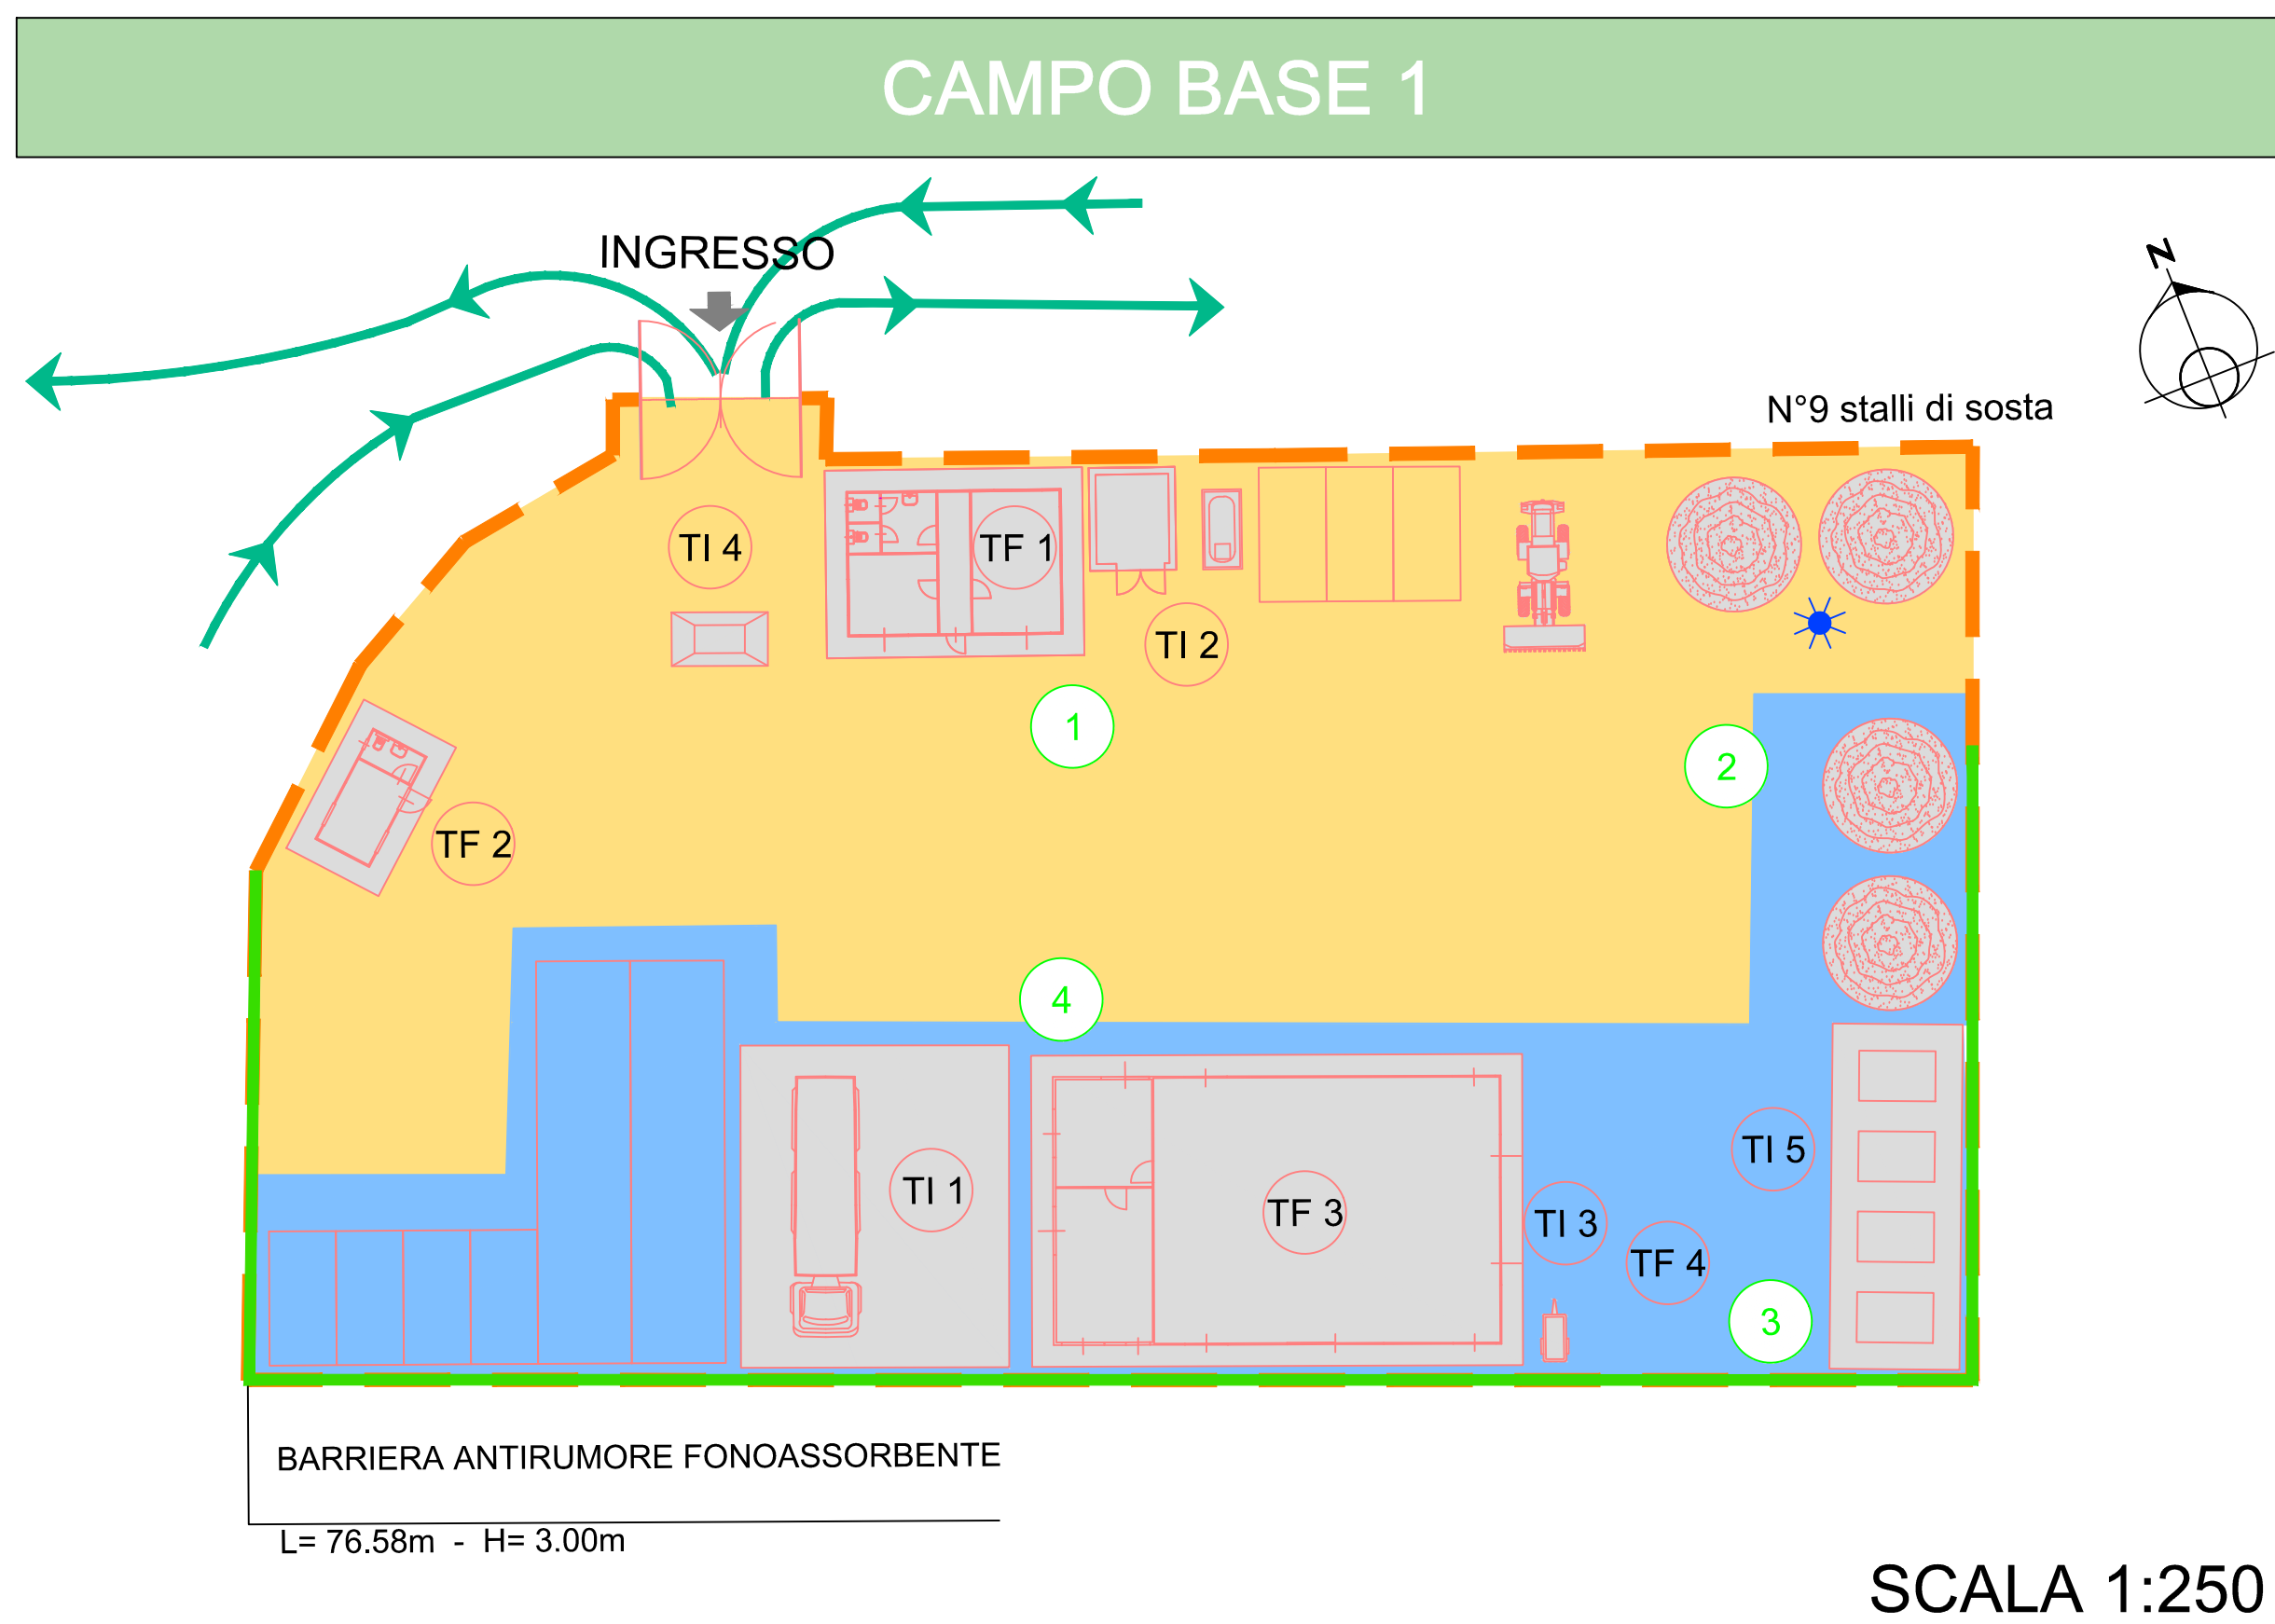 CAMPO BASE 1
INGRESSO
N
N°9 stalli di sosta
TI 4
TF 1
TI 2
1
2
TF 2
4
TI 5
TI 1
TF 3
TI 3
TF 4
3
BARRIERA ANTIRUMORE FONOASSORBENTE
L= 76.58m - H= 3.00m
SCALA 1:250